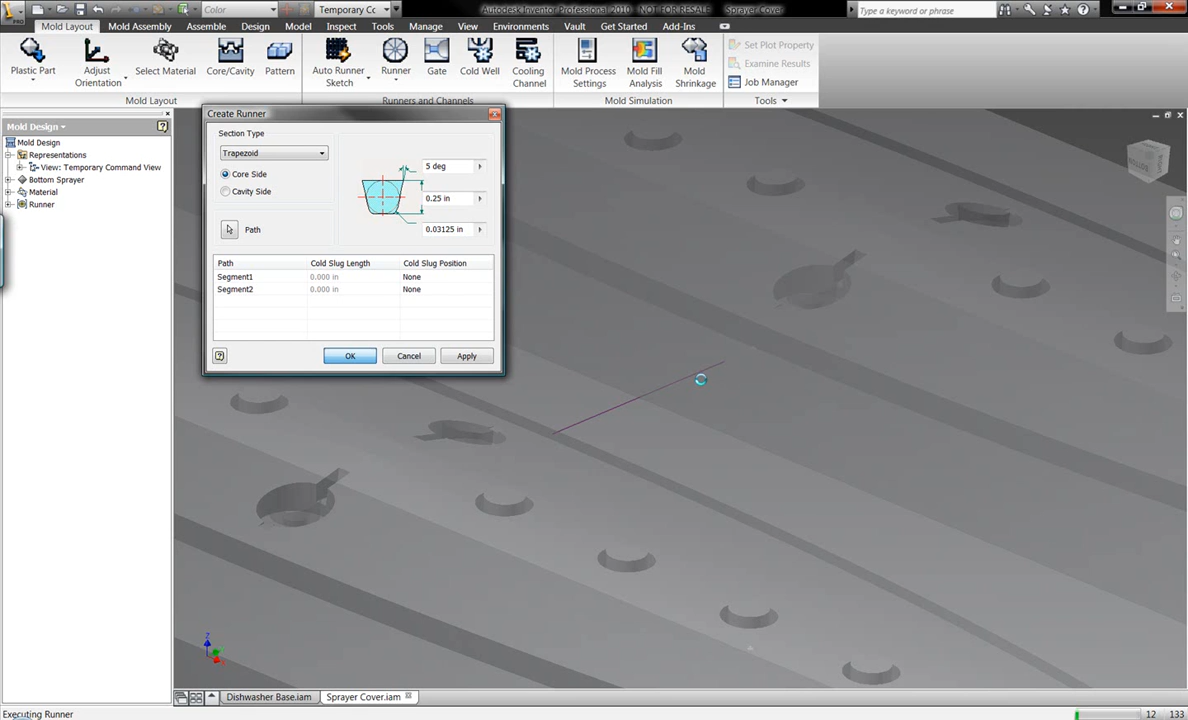 PRO
Color
Temporary Cc
Autodesk Inventor Professional 2010 - NOT FOR RESALE
Sprayer Cover
Type a keyword or phrase
Mold Layout
Mold Assembly
Assemble
Design
Model
Inspect
Tools
Manage
View
Environments
Vault
Get Started
Add-Ins
Plastic Part
Adjust Orientation
Select Material
Core/Cavity
Pattern
Auto Runner Sketch
Runner
Gate
Cold Well
Cooling Channel
Mold Process Settings
Mold Fill Analysis
Mold Shrinkage
Set Plot Property
Examine Results
Job Manager
Mold Layout
Runners and Channels
Mold Simulation
Tools
Mold Design
Mold Design
Representations
View: Temporary Command View
Bottom Sprayer
Material
Runner
Create Runner
Section Type
Trapezoid
Core Side
Cavity Side
Path
5 deg
0.25 in
0.03125 in
Path Cold Slug Length Cold Slug Position
Segment1 0.000 in None
Segment2 0.000 in None
OK
Cancel
Apply
Z
Dishwasher Base.iam
Sprayer Cover.iam
Executing Runner
12
133